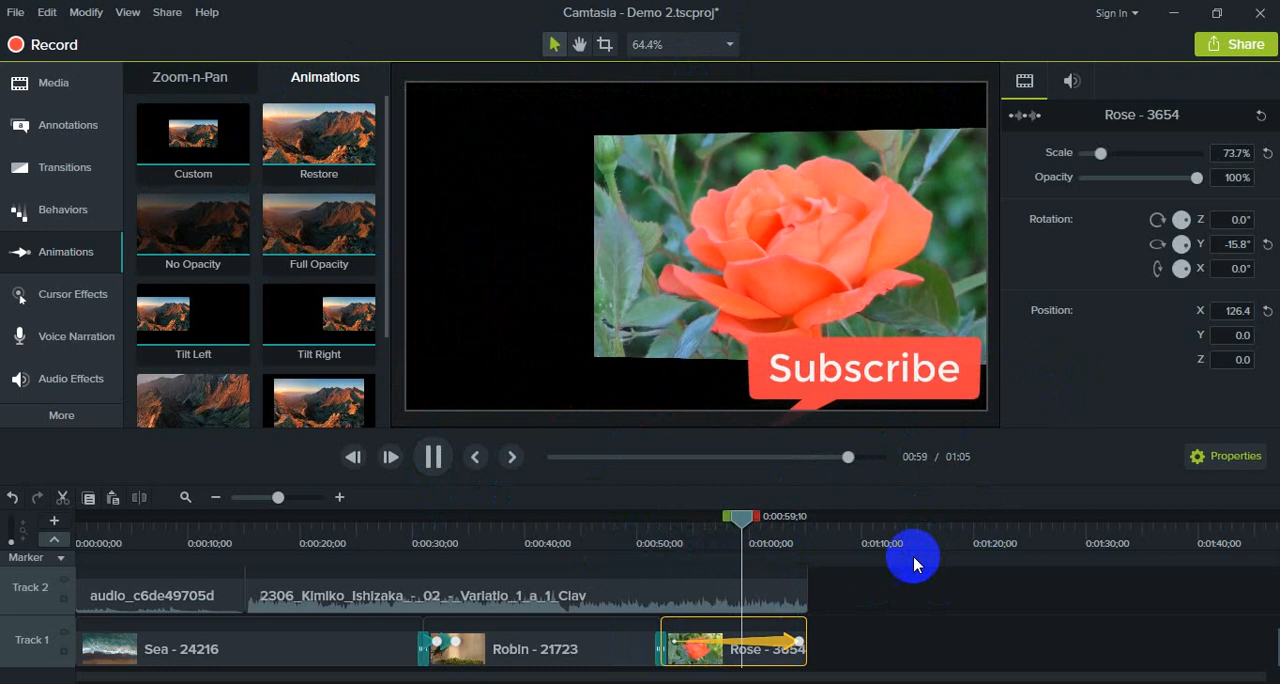 File Edit Modify View Share Help
Camtasia - Demo 2.tscproj*
Sign In
Record
64.4%
Share
Media
Annotations
Transitions
Behaviors
Animations
Cursor Effects
Voice Narration
Audio Effects
More
Zoom-n-Pan
Animations
Custom
Restore
No Opacity
Full Opacity
Tilt Left
Tilt Right
Subscribe
Rose - 3654
Scale 73.7%
Opacity 100%
Rotation: Z 0.0°
Y -15.8°
X 0.0°
Position: X 126.4
Y 0.0
Z 0.0
00:59 / 01:05
Properties
0:00:59;10
0:00:00;00 0:00:10;00 0:00:20;00 0:00:30;00 0:00:40;00 0:00:50;00 0:01:00;00 0:01:10;00 0:01:20;00 0:01:30;00 0:01:40;00
Marker
Track 2
audio_c6de49705d
2306_Kimiko_Ishizaka_-_02_-_Variatio_1_a_1_Clav
Track 1
Sea - 24216
Robin - 21723
Rose - 3654